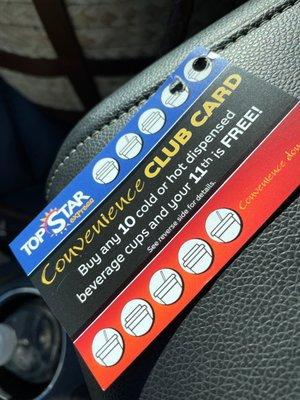 TOP STAR
express
Convenience CLUB CARD
Buy any 10 cold or hot dispensed
beverage cups and your 11th is FREE!
See reverse side for details.
Convenience don